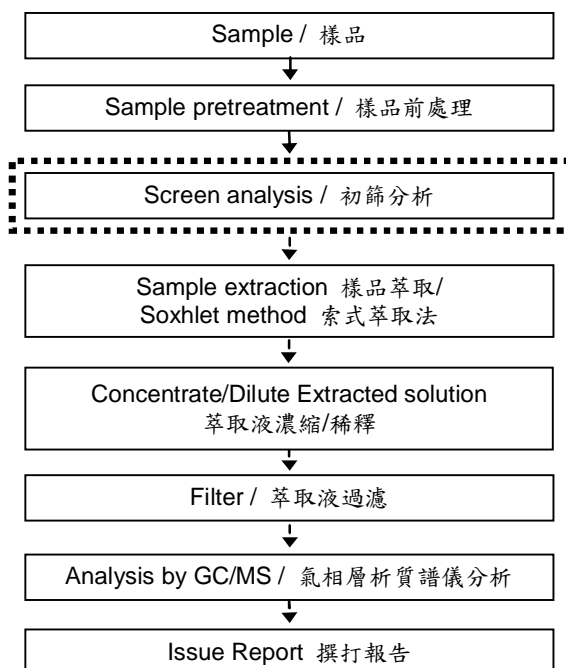 Sample / 樣品
Sample pretreatment / 樣品前處理
Screen analysis / 初篩分析
Sample extraction 樣品萃取/
Soxhlet method 索式萃取法
Concentrate/Dilute Extracted solution
萃取液濃縮/稀釋
Filter / 萃取液過濾
Analysis by GC/MS / 氣相層析質譜儀分析
Issue Report 撰打報告